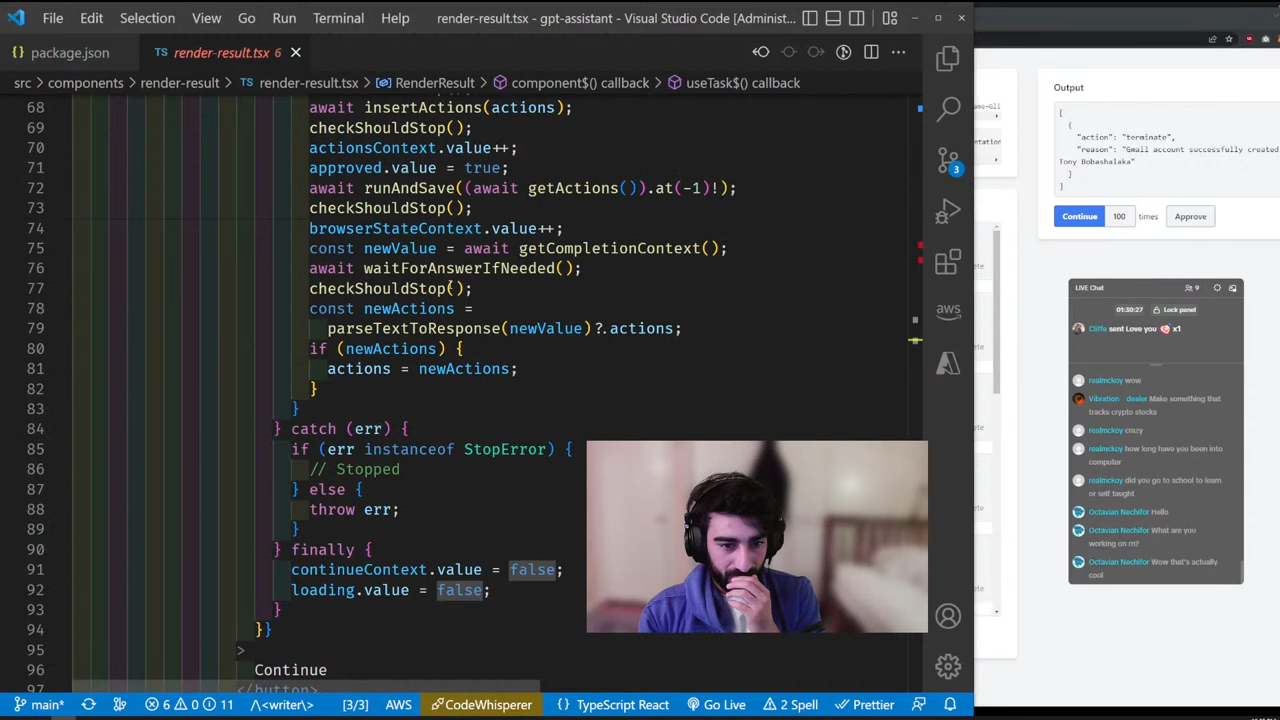 File Edit Selection View Go Run Terminal Help render-result.tsx - gpt-assistant - Visual Studio Code [Administ...
{} package.json TS render-result.tsx 6
src > components > render-result > TS render-result.tsx > RenderResult > component$() callback > useTask$() callback
68 await insertActions(actions);
69 checkShouldStop();
70 actionsContext.value++;
71 approved.value = true;
72 await runAndSave((await getActions()).at(-1)!);
73 checkShouldStop();
74 browserStateContext.value++;
75 const newValue = await getCompletionContext();
76 await waitForAnswerIfNeeded();
77 checkShouldStop();
78 const newActions =
79 parseTextToResponse(newValue)?.actions;
80 if (newActions) {
81 actions = newActions;
82 }
83 }
84 } catch (err) {
85 if (err instanceof StopError) {
86 // Stopped
87 } else {
88 throw err;
89 }
90 } finally {
91 continueContext.value = false;
92 loading.value = false;
93 }
94 }}
95 >
96 Continue
97 </button>
3
aws
main* 6 0 11 /\<writer\> [3/3] AWS CodeWhisperer TypeScript React Go Live 2 Spell Prettier
Output
[
{
"action": "terminate",
"reason": "Gmail account successfully created
Tony Bobashalaka"
}
]
Continue 100 times Approve
LIVE Chat 9
01:30:27 Lock panel
Cliffe sent Love you x1
realmckoy wow
Vibration dealer Make something that
tracks crypto stocks
realmckoy crazy
realmckoy how long have you been into
computer
realmckoy did you go to school to learn
or self taught
Octavian Nechifor Hello
Octavian Nechifor What are you
working on rn?
Octavian Nechifor Wow that's actually
cool